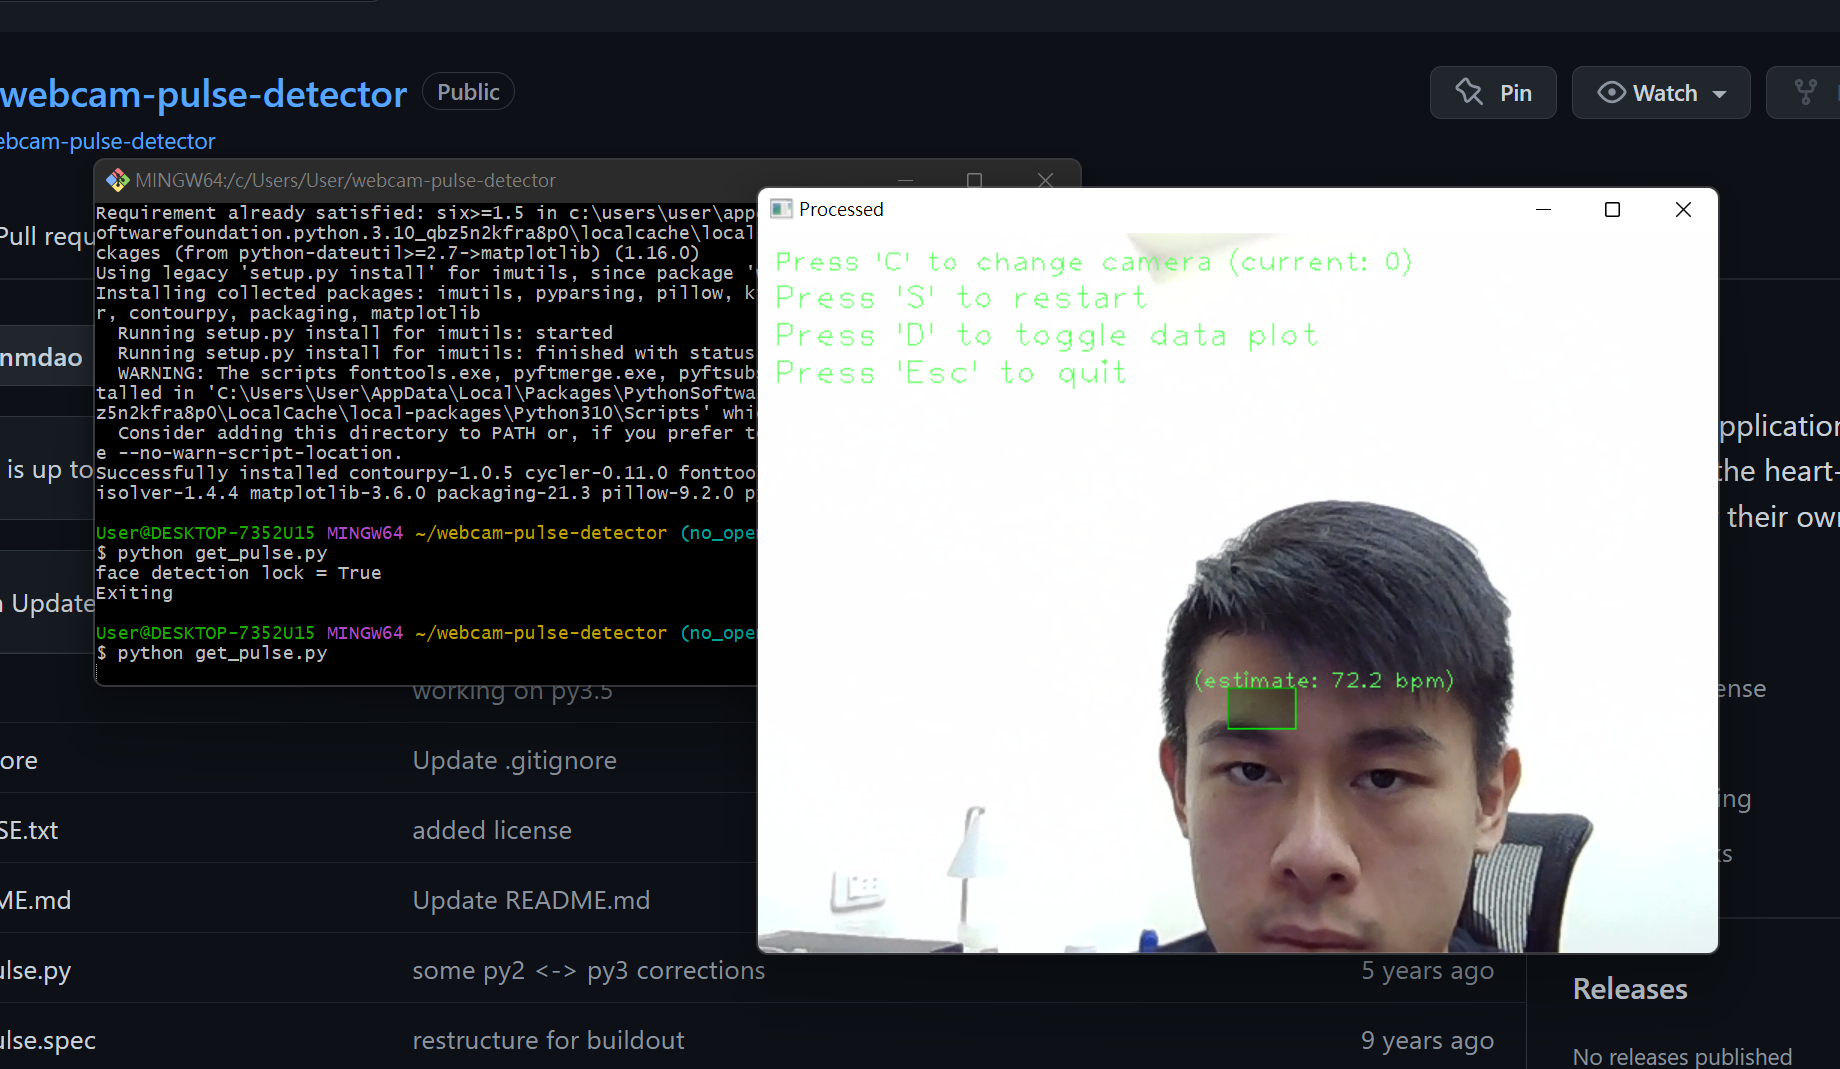 webcam-pulse-detector Public
Pin
Watch
ebcam-pulse-detector
MINGW64:/c/Users/User/webcam-pulse-detector
Pull requ
nmdao
is up to
Update
Requirement already satisfied: six>=1.5 in c:\users\user\app
oftwarefoundation.python.3.10_qbz5n2kfra8p0\localcache\local
ckages (from python-dateutil>=2.7->matplotlib) (1.16.0)
Using legacy 'setup.py install' for imutils, since package '
Installing collected packages: imutils, pyparsing, pillow, k
r, contourpy, packaging, matplotlib
Running setup.py install for imutils: started
Running setup.py install for imutils: finished with status
WARNING: The scripts fonttools.exe, pyftmerge.exe, pyftsubs
talled in 'C:\Users\User\AppData\Local\Packages\PythonSoftwa
z5n2kfra8p0\LocalCache\local-packages\Python310\Scripts' whi
Consider adding this directory to PATH or, if you prefer t
e --no-warn-script-location.
Successfully installed contourpy-1.0.5 cycler-0.11.0 fonttoo
isolver-1.4.4 matplotlib-3.6.0 packaging-21.3 pillow-9.2.0 p
User@DESKTOP-7352U15 MINGW64 ~/webcam-pulse-detector (no_ope
$ python get_pulse.py
face detection lock = True
Exiting
User@DESKTOP-7352U15 MINGW64 ~/webcam-pulse-detector (no_ope
$ python get_pulse.py
Processed
Press 'C' to change camera (current: 0)
Press 'S' to restart
Press 'D' to toggle data plot
Press 'Esc' to quit
(estimate: 72.2 bpm)
pplication
the heart-
their own
ense
ing
ks
working on py3.5
ore Update .gitignore
SE.txt added license
ME.md Update README.md
ulse.py some py2 <-> py3 corrections 5 years ago
ulse.spec restructure for buildout 9 years ago
Releases
No releases published